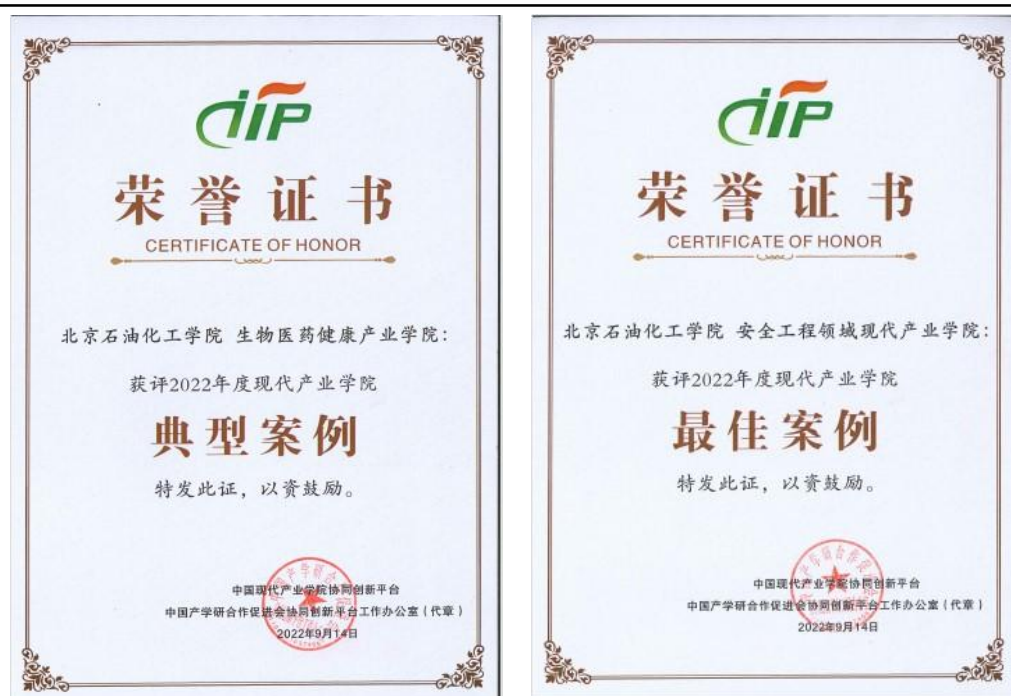 CIIP
荣誉证书
CERTIFICATE OF HONOR
北京石油化工学院 生物医药健康产业学院：
获评2022年度现代产业学院
典型案例
特发此证，以资鼓励。
中国现代产业学院协同创新平台
中国产学研合作促进会协同创新平台工作办公室（代章）
2022年9月14日
CIIP
荣誉证书
CERTIFICATE OF HONOR
北京石油化工学院 安全工程领域现代产业学院：
获评2022年度现代产业学院
最佳案例
特发此证，以资鼓励。
中国现代产业学院协同创新平台
中国产学研合作促进会协同创新平台工作办公室（代章）
2022年9月14日